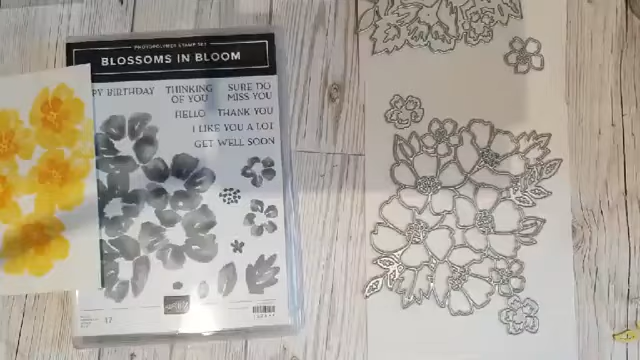 PHOTOPOLYMER STAMP SET
BLOSSOMS IN BLOOM
PY BIRTHDAY
THINKING
OF YOU
SURE DO
MISS YOU
HELLO
THANK YOU
I LIKE YOU A LOT
GET WELL SOON
17